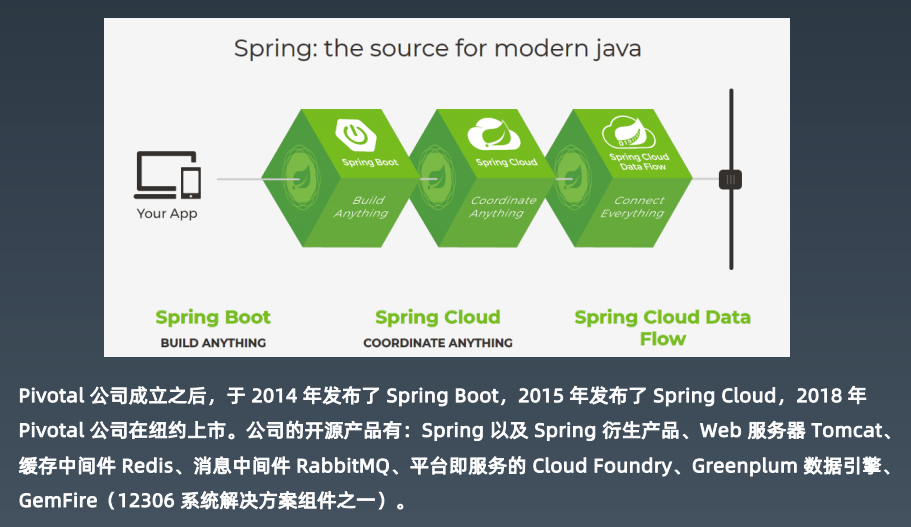 Spring: the source for modern java
Your App
Spring Boot
Build
Anything
Spring Cloud
Coordinate
Anything
Spring Cloud
Data Flow
Connect
Everything
Spring Boot
BUILD ANYTHING
Spring Cloud
COORDINATE ANYTHING
Spring Cloud Data
Flow
Pivotal 公司成立之后，于 2014 年发布了 Spring Boot，2015 年发布了 Spring Cloud，2018 年
Pivotal 公司在纽约上市。公司的开源产品有：Spring 以及 Spring 衍生产品、Web 服务器 Tomcat、
缓存中间件 Redis、消息中间件 RabbitMQ、平台即服务的 Cloud Foundry、Greenplum 数据引擎、
GemFire（12306 系统解决方案组件之一）。